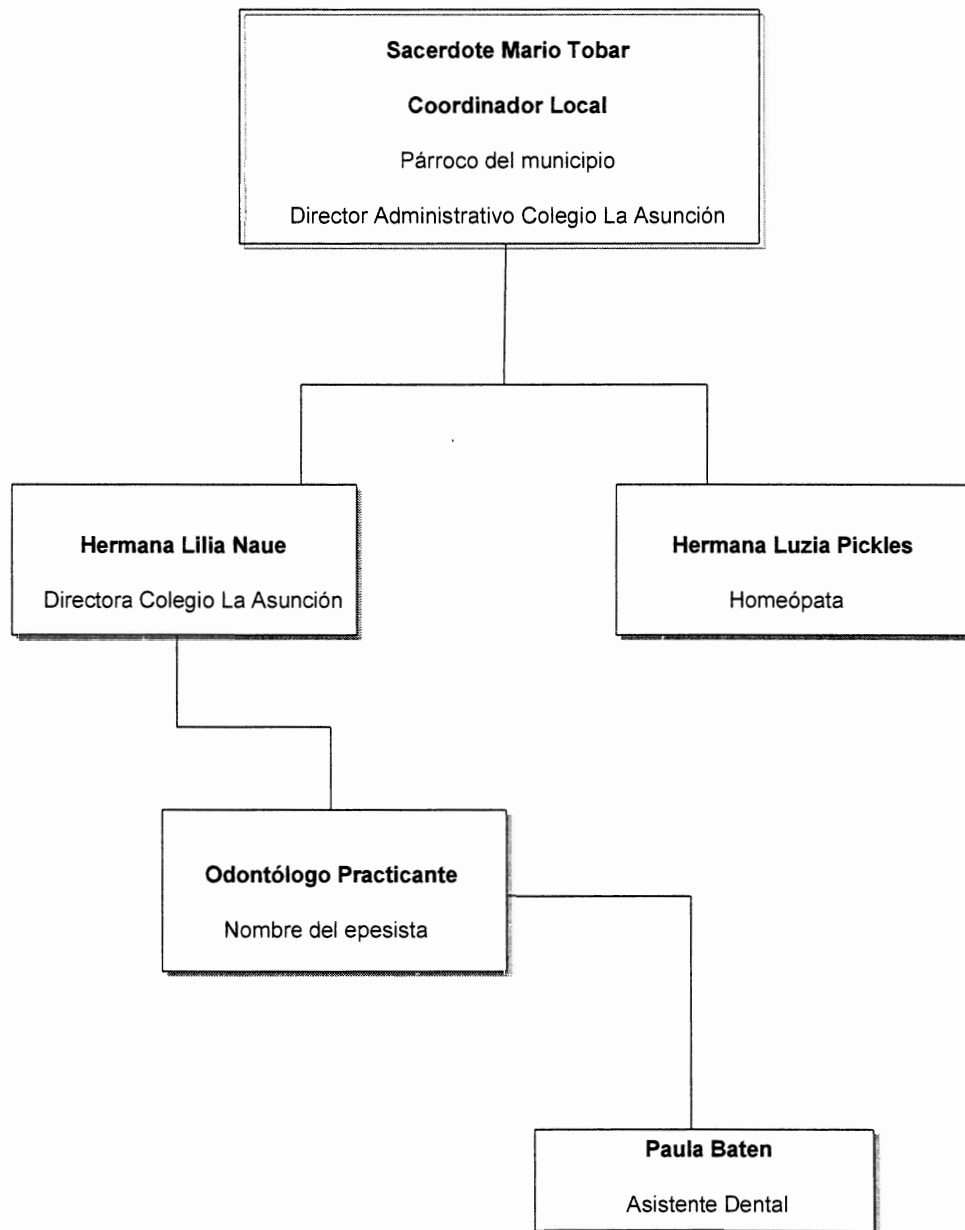 Sacerdote Mario Tobar
Coordinador Local
Párroco del municipio
Director Administrativo Colegio La Asunción
Hermana Lilia Naue
Directora Colegio La Asunción
Hermana Luzia Pickles
Homeópata
Odontólogo Practicante
Nombre del epesista
Paula Baten
Asistente Dental